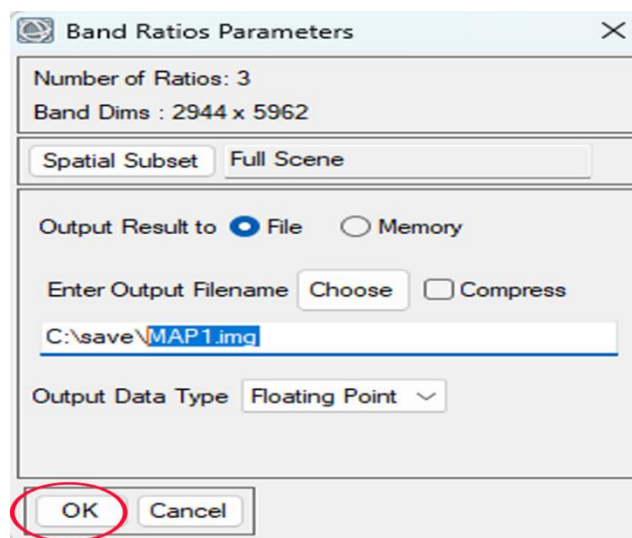 Band Ratios Parameters
Number of Ratios: 3
Band Dims : 2944 x 5962
Spatial Subset Full Scene
Output Result to File Memory
Enter Output Filename Choose Compress
C:\save\MAP1.img
Output Data Type Floating Point
OK Cancel